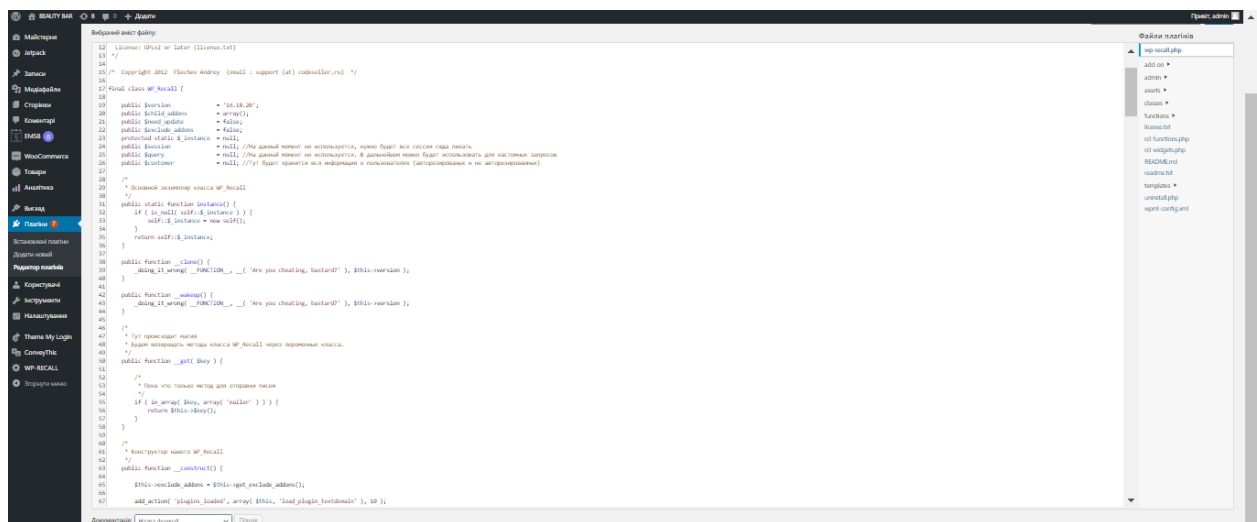 BEAUTY BAR 8 0 + Додати
Привіт, admin
Майстерня
Jetpack
Записи
Медіафайли
Сторінки
Коментарі
EMSB
WooCommerce
Товари
Аналітика
Вигляд
Плагіни 7
Встановлені плагіни
Додати новий
Редактор плагінів
Користувачі
Інструменти
Налаштування
Theme My Login
ConveyThis
WP-RECALL
Згорнути меню
Вибраний вміст файлу:
12 License: GPLv2 or later (license.txt)
13 */
14
15 /* Copyright 2012 Plechev Andrey (email : support {at} codeseller.ru) */
16
17 final class WP_Recall {
18
19 public $version = '16.18.20';
20 public $child_addons = array();
21 public $need_update = false;
22 public $exclude_addons = false;
23 protected static $_instance = null;
24 public $session = null; //На данный момент не используется, нужно будет все сессии сюда пихать
25 public $query = null; //На данный момент не используется. В дальнейшем можно будет использовать для кастомных запросов
26 public $customer = null; //Тут будет хранится вся информация о пользователях (авторизированых и не авторизированных)
27
28 /*
29 * Основной экземпляр класса WP_Recall
30 */
31 public static function instance() {
32 if ( is_null( self::$_instance ) ) {
33 self::$_instance = new self();
34 }
35 return self::$_instance;
36 }
37
38 public function __clone() {
39 _doing_it_wrong( __FUNCTION__, __( 'Are you cheating, bastard?' ), $this->version );
40 }
41
42 public function __wakeup() {
43 _doing_it_wrong( __FUNCTION__, __( 'Are you cheating, bastard?' ), $this->version );
44 }
45
46 /*
47 * Тут происходит магия
48 * Будем возвращать методы класса WP_Recall через переменные класса.
49 */
50 public function __get( $key ) {
51
52 /*
53 * Пока что только метод для отправки писем
54 */
55 if ( in_array( $key, array( 'mailer' ) ) ) {
56 return $this->$key();
57 }
58 }
59
60 /*
61 * Конструктор нашего WP_Recall
62 */
63 public function __construct() {
64
65 $this->exclude_addons = $this->get_exclude_addons();
66
67 add_action( 'plugins_loaded', array( $this, 'load_plugin_textdomain' ), 10 );
Документація:
Пошук
Файли плагінів
wp-recall.php
add-on
admin
assets
classes
functions
license.txt
rcl-functions.php
rcl-widgets.php
README.md
readme.txt
templates
uninstall.php
wpml-config.xml